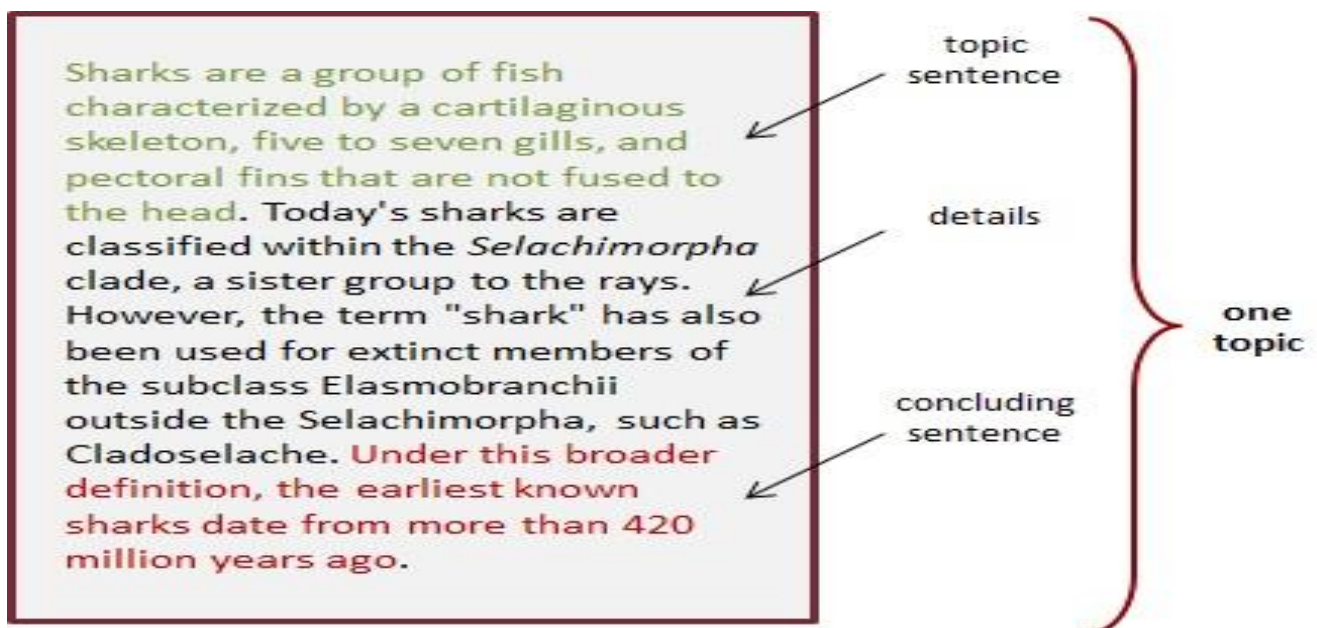 Sharks are a group of fish
characterized by a cartilaginous
skeleton, five to seven gills, and
pectoral fins that are not fused to
the head. Today's sharks are
classified within the Selachimorpha
clade, a sister group to the rays.
However, the term "shark" has also
been used for extinct members of
the subclass Elasmobranchii
outside the Selachimorpha, such as
Cladoselache. Under this broader
definition, the earliest known
sharks date from more than 420
million years ago.
topic
sentence
details
concluding
sentence
one
topic